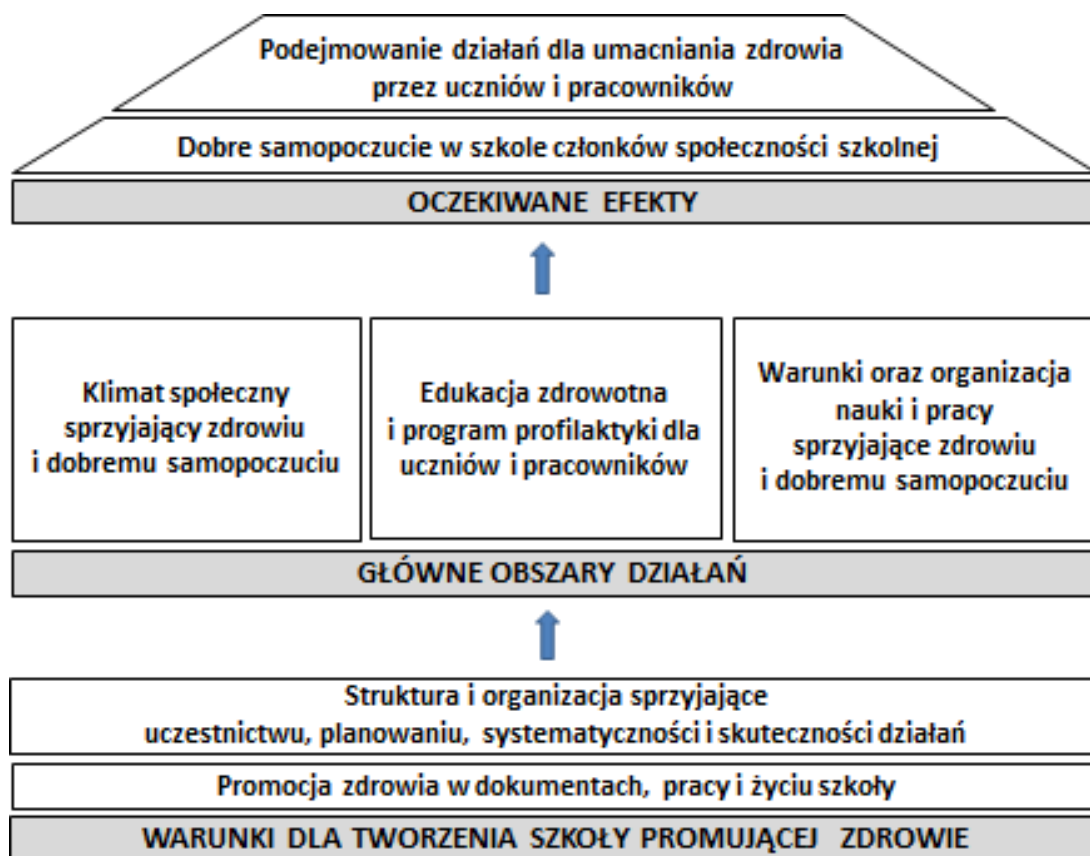 Podejmowanie działań dla umacniania zdrowia
przez uczniów i pracowników
Dobre samopoczucie w szkole członków społeczności szkolnej
OCZEKIWANE EFEKTY
Klimat społeczny
sprzyjający zdrowiu
i dobremu samopoczuciu
Edukacja zdrowotna
i program profilaktyki dla
uczniów i pracowników
Warunki oraz organizacja
nauki i pracy
sprzyjające zdrowiu
i dobremu samopoczuciu
GŁÓWNE OBSZARY DZIAŁAŃ
Struktura i organizacja sprzyjające
uczestnictwu, planowaniu, systematyczności i skuteczności działań
Promocja zdrowia w dokumentach, pracy i życiu szkoły
WARUNKI DLA TWORZENIA SZKOŁY PROMUJĄCEJ ZDROWIE